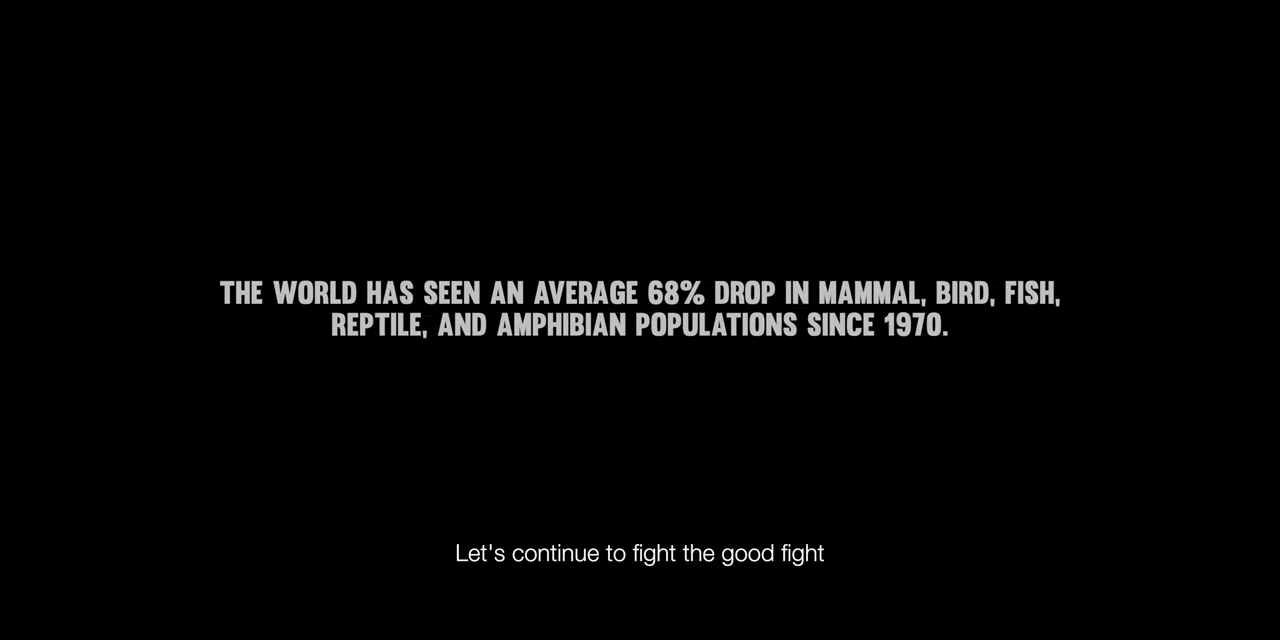 THE WORLD HAS SEEN AN AVERAGE 68% DROP IN MAMMAL, BIRD, FISH,
REPTILE, AND AMPHIBIAN POPULATIONS SINCE 1970.
Let's continue to fight the good fight